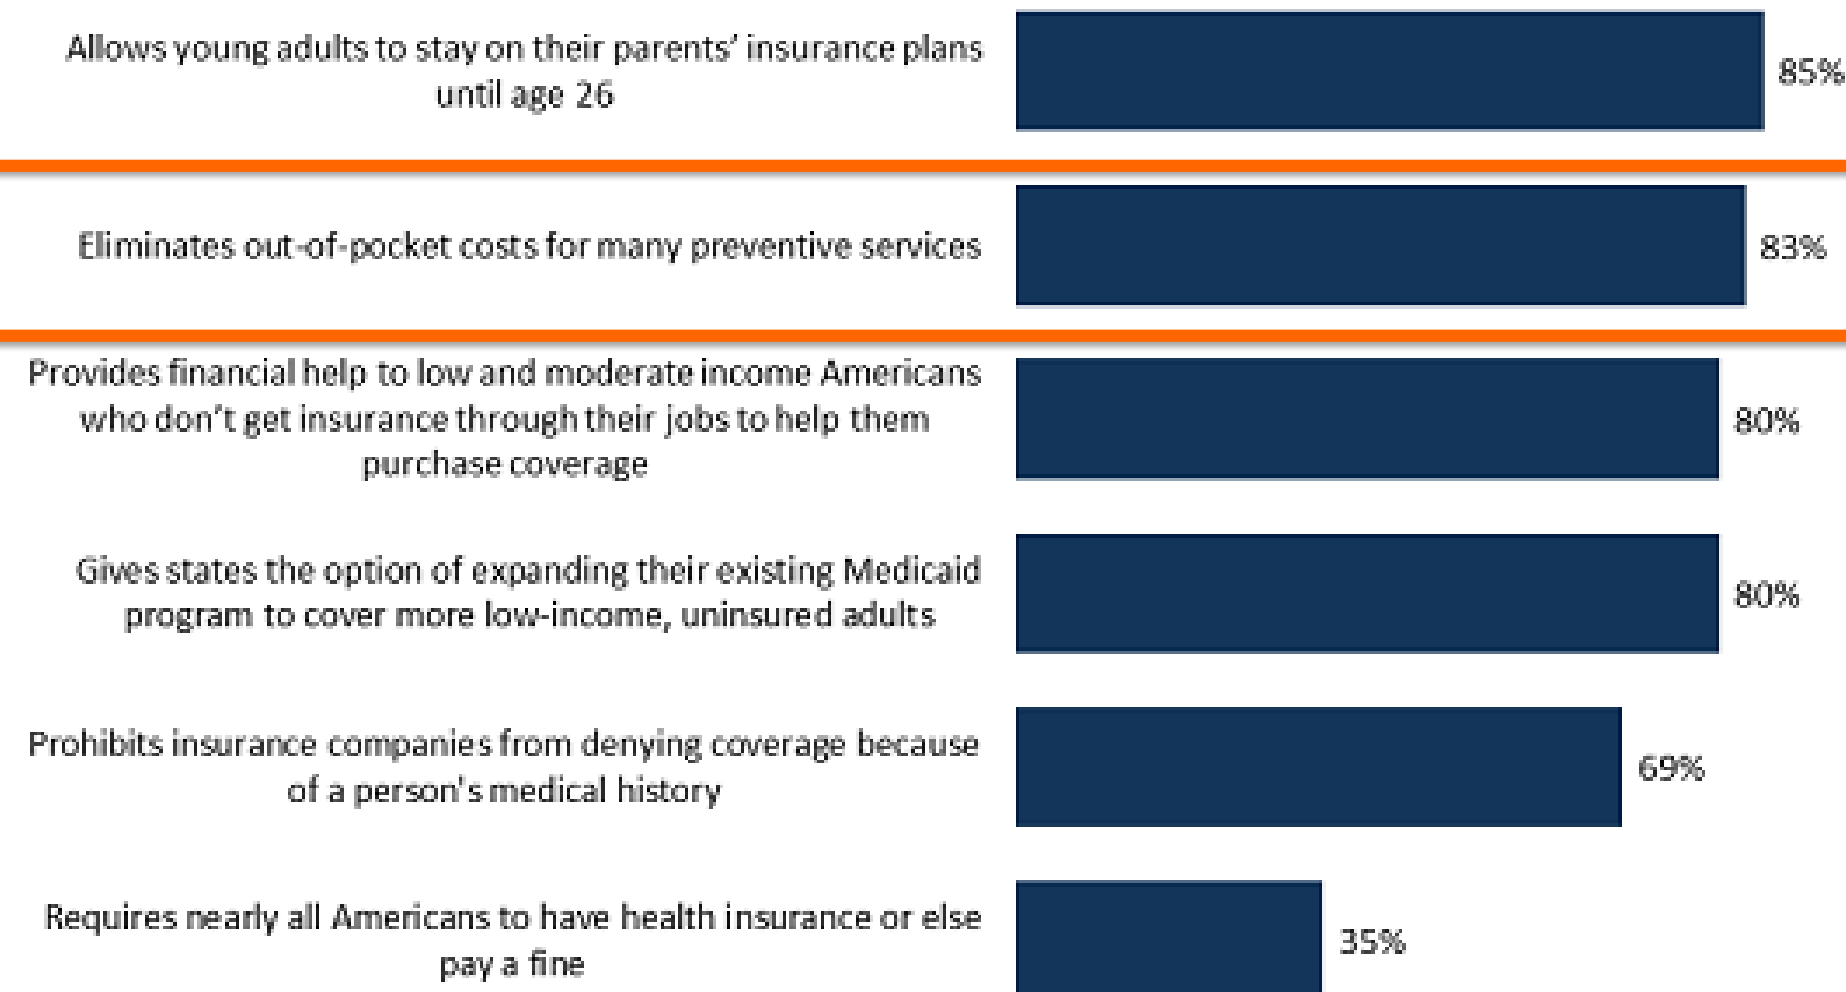 Allows young adults to stay on their parents’ insurance plans
until age 26
85%
Eliminates out-of-pocket costs for many preventive services
83%
Provides financial help to low and moderate income Americans
who don’t get insurance through their jobs to help them
purchase coverage
80%
Gives states the option of expanding their existing Medicaid
program to cover more low-income, uninsured adults
80%
Prohibits insurance companies from denying coverage because
of a person's medical history
69%
Requires nearly all Americans to have health insurance or else
pay a fine
35%